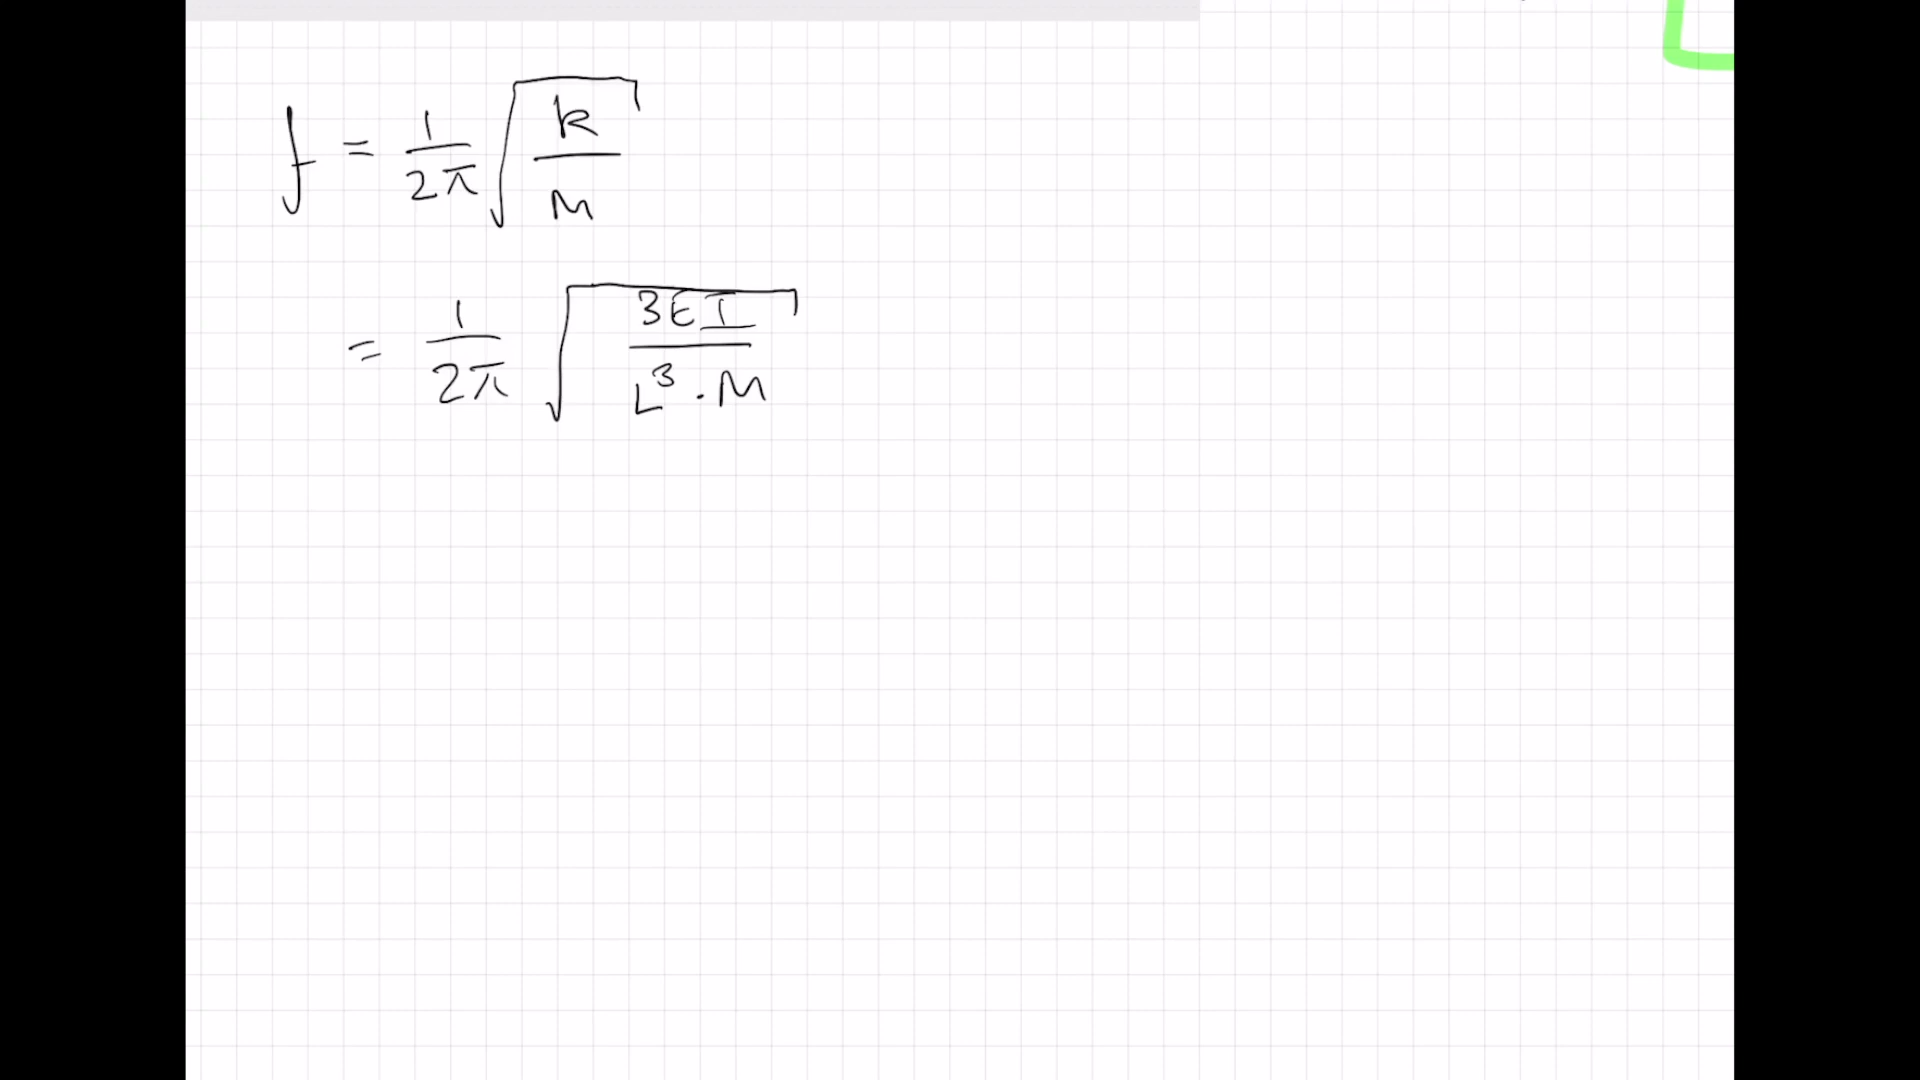 f = 1/2π √(k/M)
= 1/2π √(3EI/L³·M)